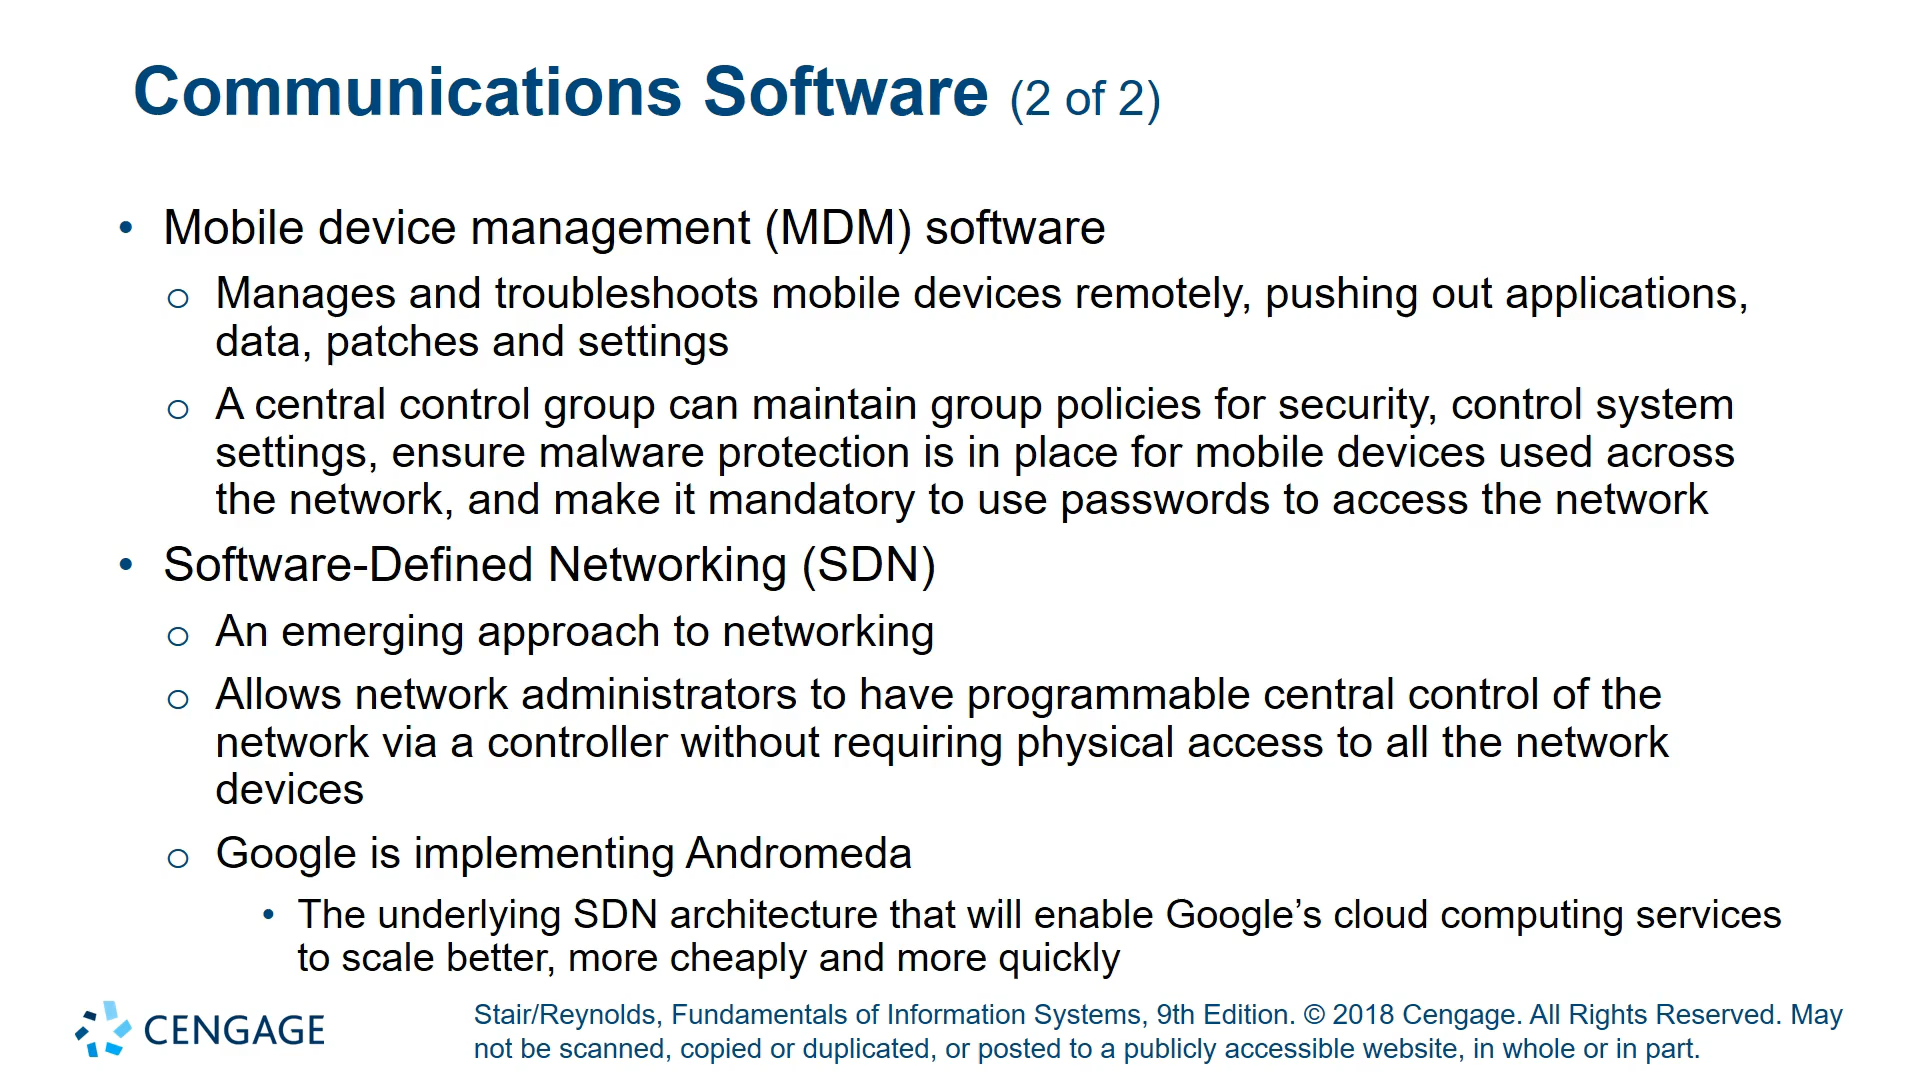 Communications Software (2 of 2)
• Mobile device management (MDM) software
o Manages and troubleshoots mobile devices remotely, pushing out applications,
data, patches and settings
o A central control group can maintain group policies for security, control system
settings, ensure malware protection is in place for mobile devices used across
the network, and make it mandatory to use passwords to access the network
• Software-Defined Networking (SDN)
o An emerging approach to networking
o Allows network administrators to have programmable central control of the
network via a controller without requiring physical access to all the network
devices
o Google is implementing Andromeda
• The underlying SDN architecture that will enable Google’s cloud computing services
to scale better, more cheaply and more quickly
CENGAGE
Stair/Reynolds, Fundamentals of Information Systems, 9th Edition. © 2018 Cengage. All Rights Reserved. May
not be scanned, copied or duplicated, or posted to a publicly accessible website, in whole or in part.